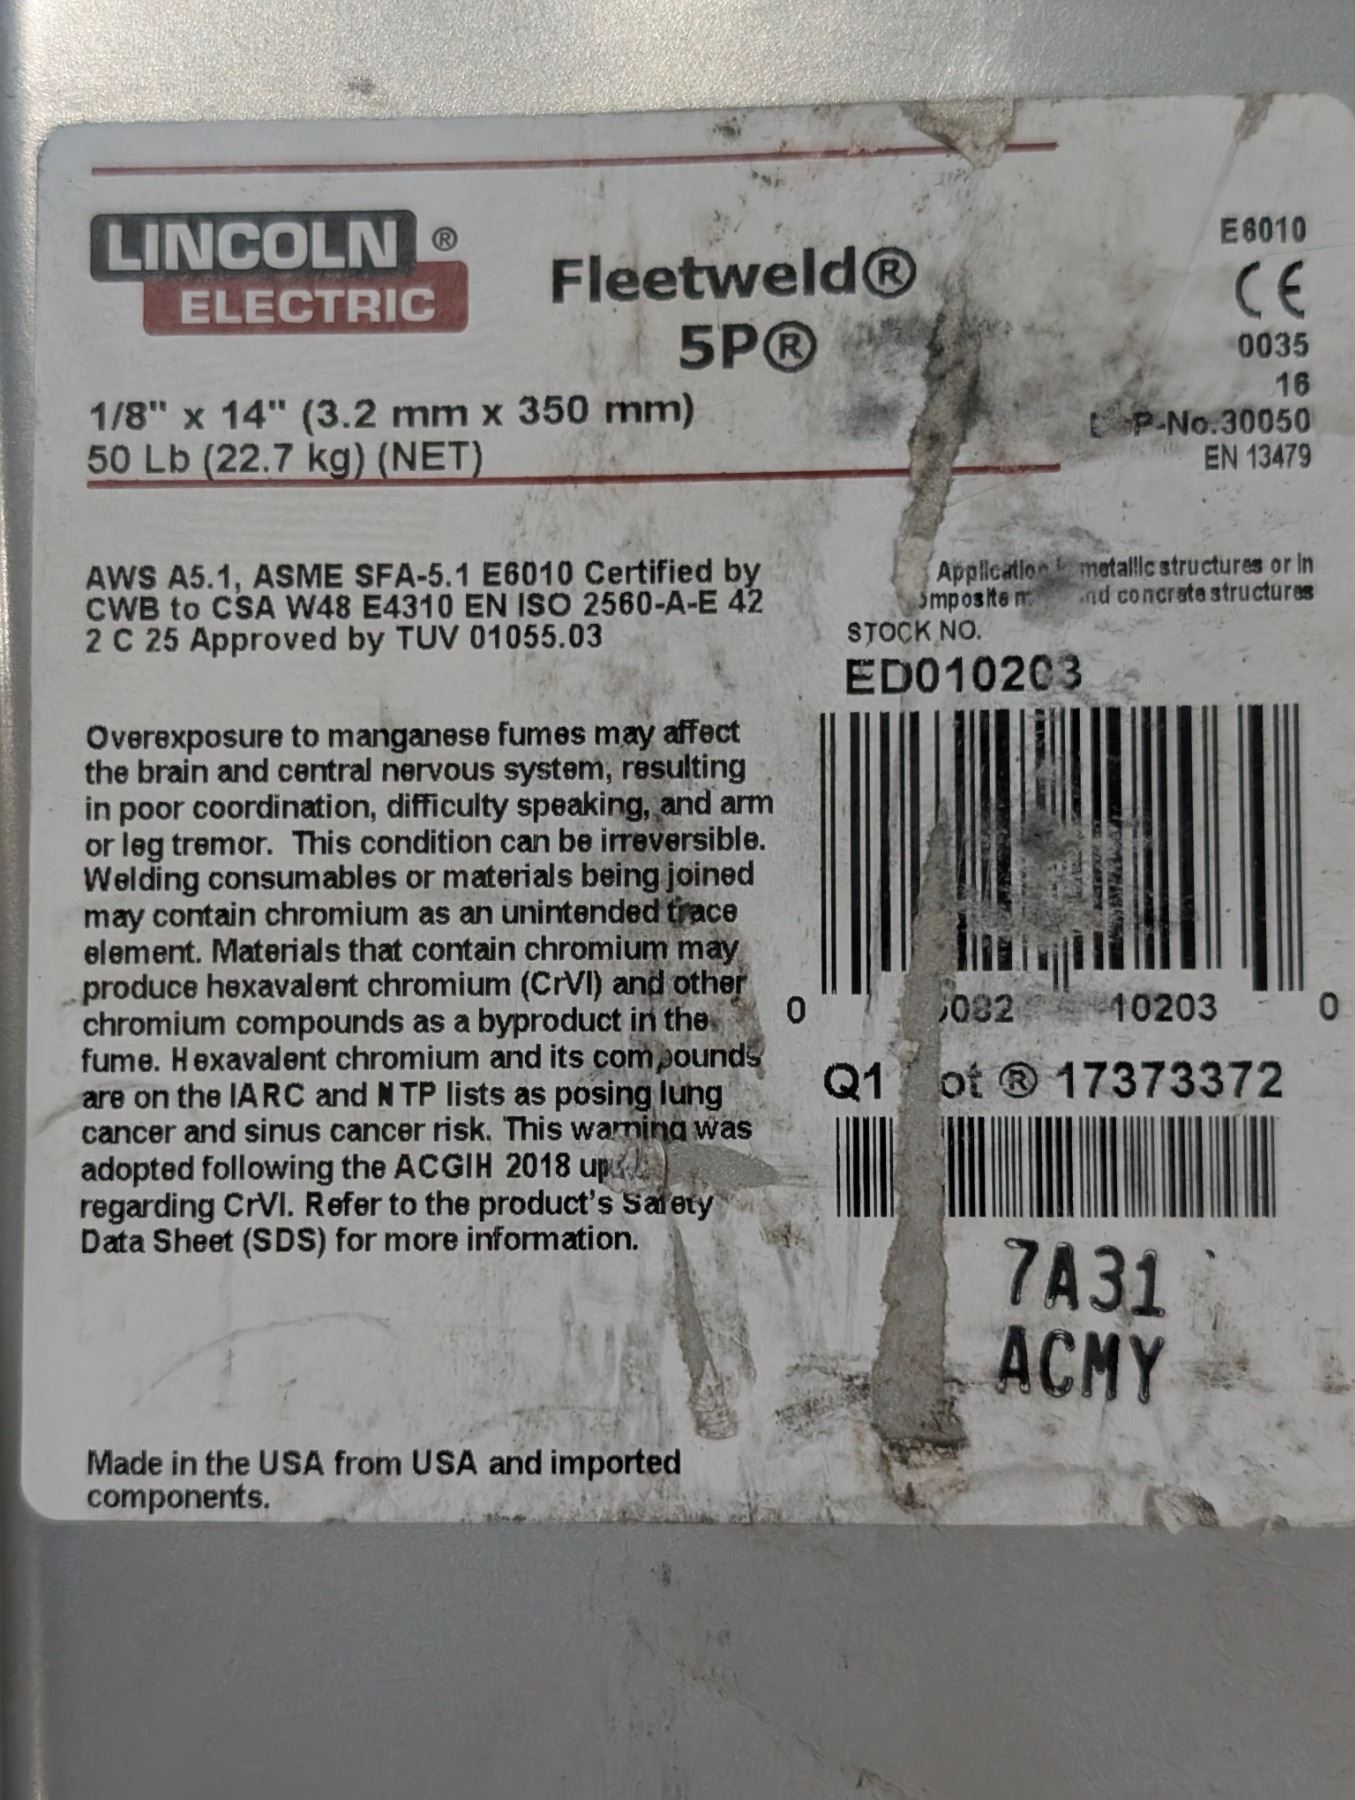 LINCOLN ®
ELECTRIC
Fleetweld®
5P®
1/8" x 14" (3.2 mm x 350 mm)
50 Lb (22.7 kg) (NET)
E6010
CE
0035
16
P-No.30050
EN 13479
AWS A5.1, ASME SFA-5.1 E6010 Certified by
CWB to CSA W48 E4310 EN ISO 2560-A-E 42
2 C 25 Approved by TUV 01055.03
Application metallic structures or in
concrete structures
STOCK NO.
ED010203
Overexposure to manganese fumes may affect
the brain and central nervous system, resulting
in poor coordination, difficulty speaking, and arm
or leg tremor. This condition can be irreversible.
Welding consumables or materials being joined
may contain chromium as an unintended trace
element. Materials that contain chromium may
produce hexavalent chromium (CrVI) and other
chromium compounds as a byproduct in the
fume. Hexavalent chromium and its compounds
are on the IARC and NTP lists as posing lung
cancer and sinus cancer risk. This warning was
adopted following the ACGIH 2018
regarding CrVI. Refer to the product's Safety
Data Sheet (SDS) for more information.
0 10203 0
Q1 ® 17373372
7A31
ACMY
Made in the USA from USA and imported
components.